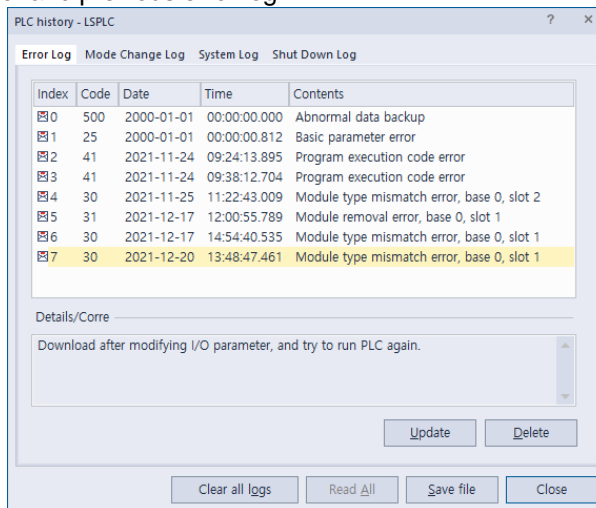 PLC history - LSPLC ? ×
Error Log Mode Change Log System Log Shut Down Log
Index Code Date Time Contents
0 500 2000-01-01 00:00:00.000 Abnormal data backup
1 25 2000-01-01 00:00:00.812 Basic parameter error
2 41 2021-11-24 09:24:13.895 Program execution code error
3 41 2021-11-24 09:38:12.704 Program execution code error
4 30 2021-11-25 11:22:43.009 Module type mismatch error, base 0, slot 2
5 31 2021-12-17 12:00:55.789 Module removal error, base 0, slot 1
6 30 2021-12-17 14:54:40.535 Module type mismatch error, base 0, slot 1
7 30 2021-12-20 13:48:47.461 Module type mismatch error, base 0, slot 1
Details/Corre
Download after modifying I/O parameter, and try to run PLC again.
Update Delete
Clear all logs Read All Save file Close